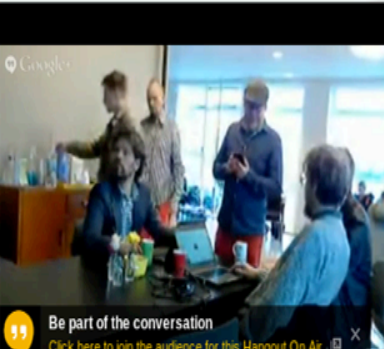 Google+
Be part of the conversation
Click here to join the audience for this Hangout On Air